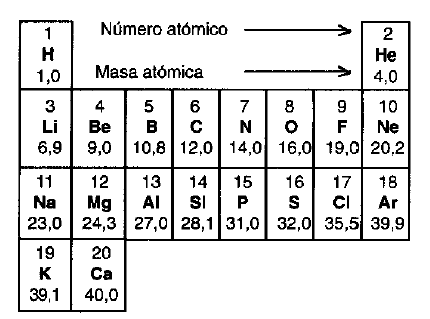 1 Número atómico 2
H He
1,0 Masa atómica 4,0
3 4 5 6 7 8 9 10
Li Be B C N O F Ne
6,9 9,0 10,8 12,0 14,0 16,0 19,0 20,2
11 12 13 14 15 16 17 18
Na Mg Al Si P S Cl Ar
23,0 24,3 27,0 28,1 31,0 32,0 35,5 39,9
19 20
K Ca
39,1 40,0